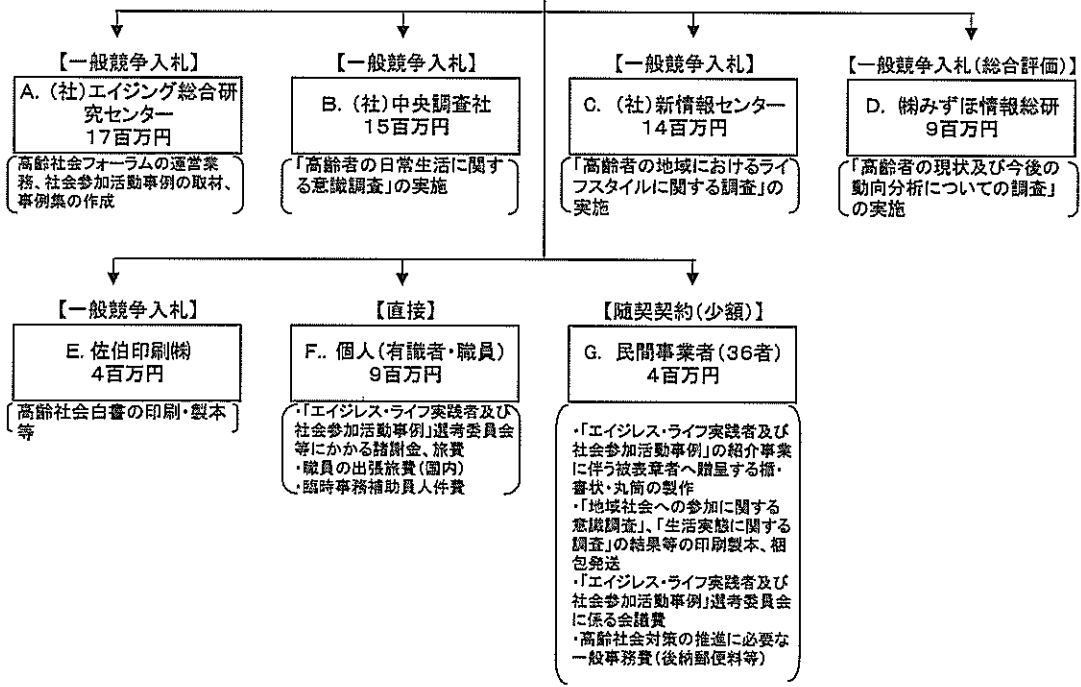 【一般競争入札】
A. (社)エイジング総合研
究センター
17百万円
高齢社会フォーラムの運営業
務、社会参加活動事例の取材、
事例集の作成
【一般競争入札】
B. (社)中央調査社
15百万円
「高齢者の日常生活に関す
る意識調査」の実施
【一般競争入札】
C. (社)新情報センター
14百万円
「高齢者の地域におけるライ
フスタイルに関する調査」の
実施
【一般競争入札(総合評価)】
D. ㈱みずほ情報総研
9百万円
「高齢者の現状及び今後の
動向分析についての調査」
の実施
【一般競争入札】
E. 佐伯印刷㈱
4百万円
高齢社会白書の印刷・製本
等
【直接】
F.. 個人(有識者・職員)
9百万円
・「エイジレス・ライフ実践者及び
社会参加活動事例」選考委員会
等にかかる諸謝金、旅費
・職員の出張旅費(国内)
・臨時事務補助員人件費
【随契契約(少額)】
G. 民間事業者(36者)
4百万円
・「エイジレス・ライフ実践者及び
社会参加活動事例」の紹介事業
に伴う被表章者へ贈呈する楯・
書状・丸筒の製作
・「地域社会への参加に関する
意識調査」、「生活実態に関する
調査」の結果等の印刷製本、梱
包発送
・「エイジレス・ライフ実践者及び
社会参加活動事例」選考委員会
に係る会議費
・高齢社会対策の推進に必要な
一般事務費(後納郵便料等)